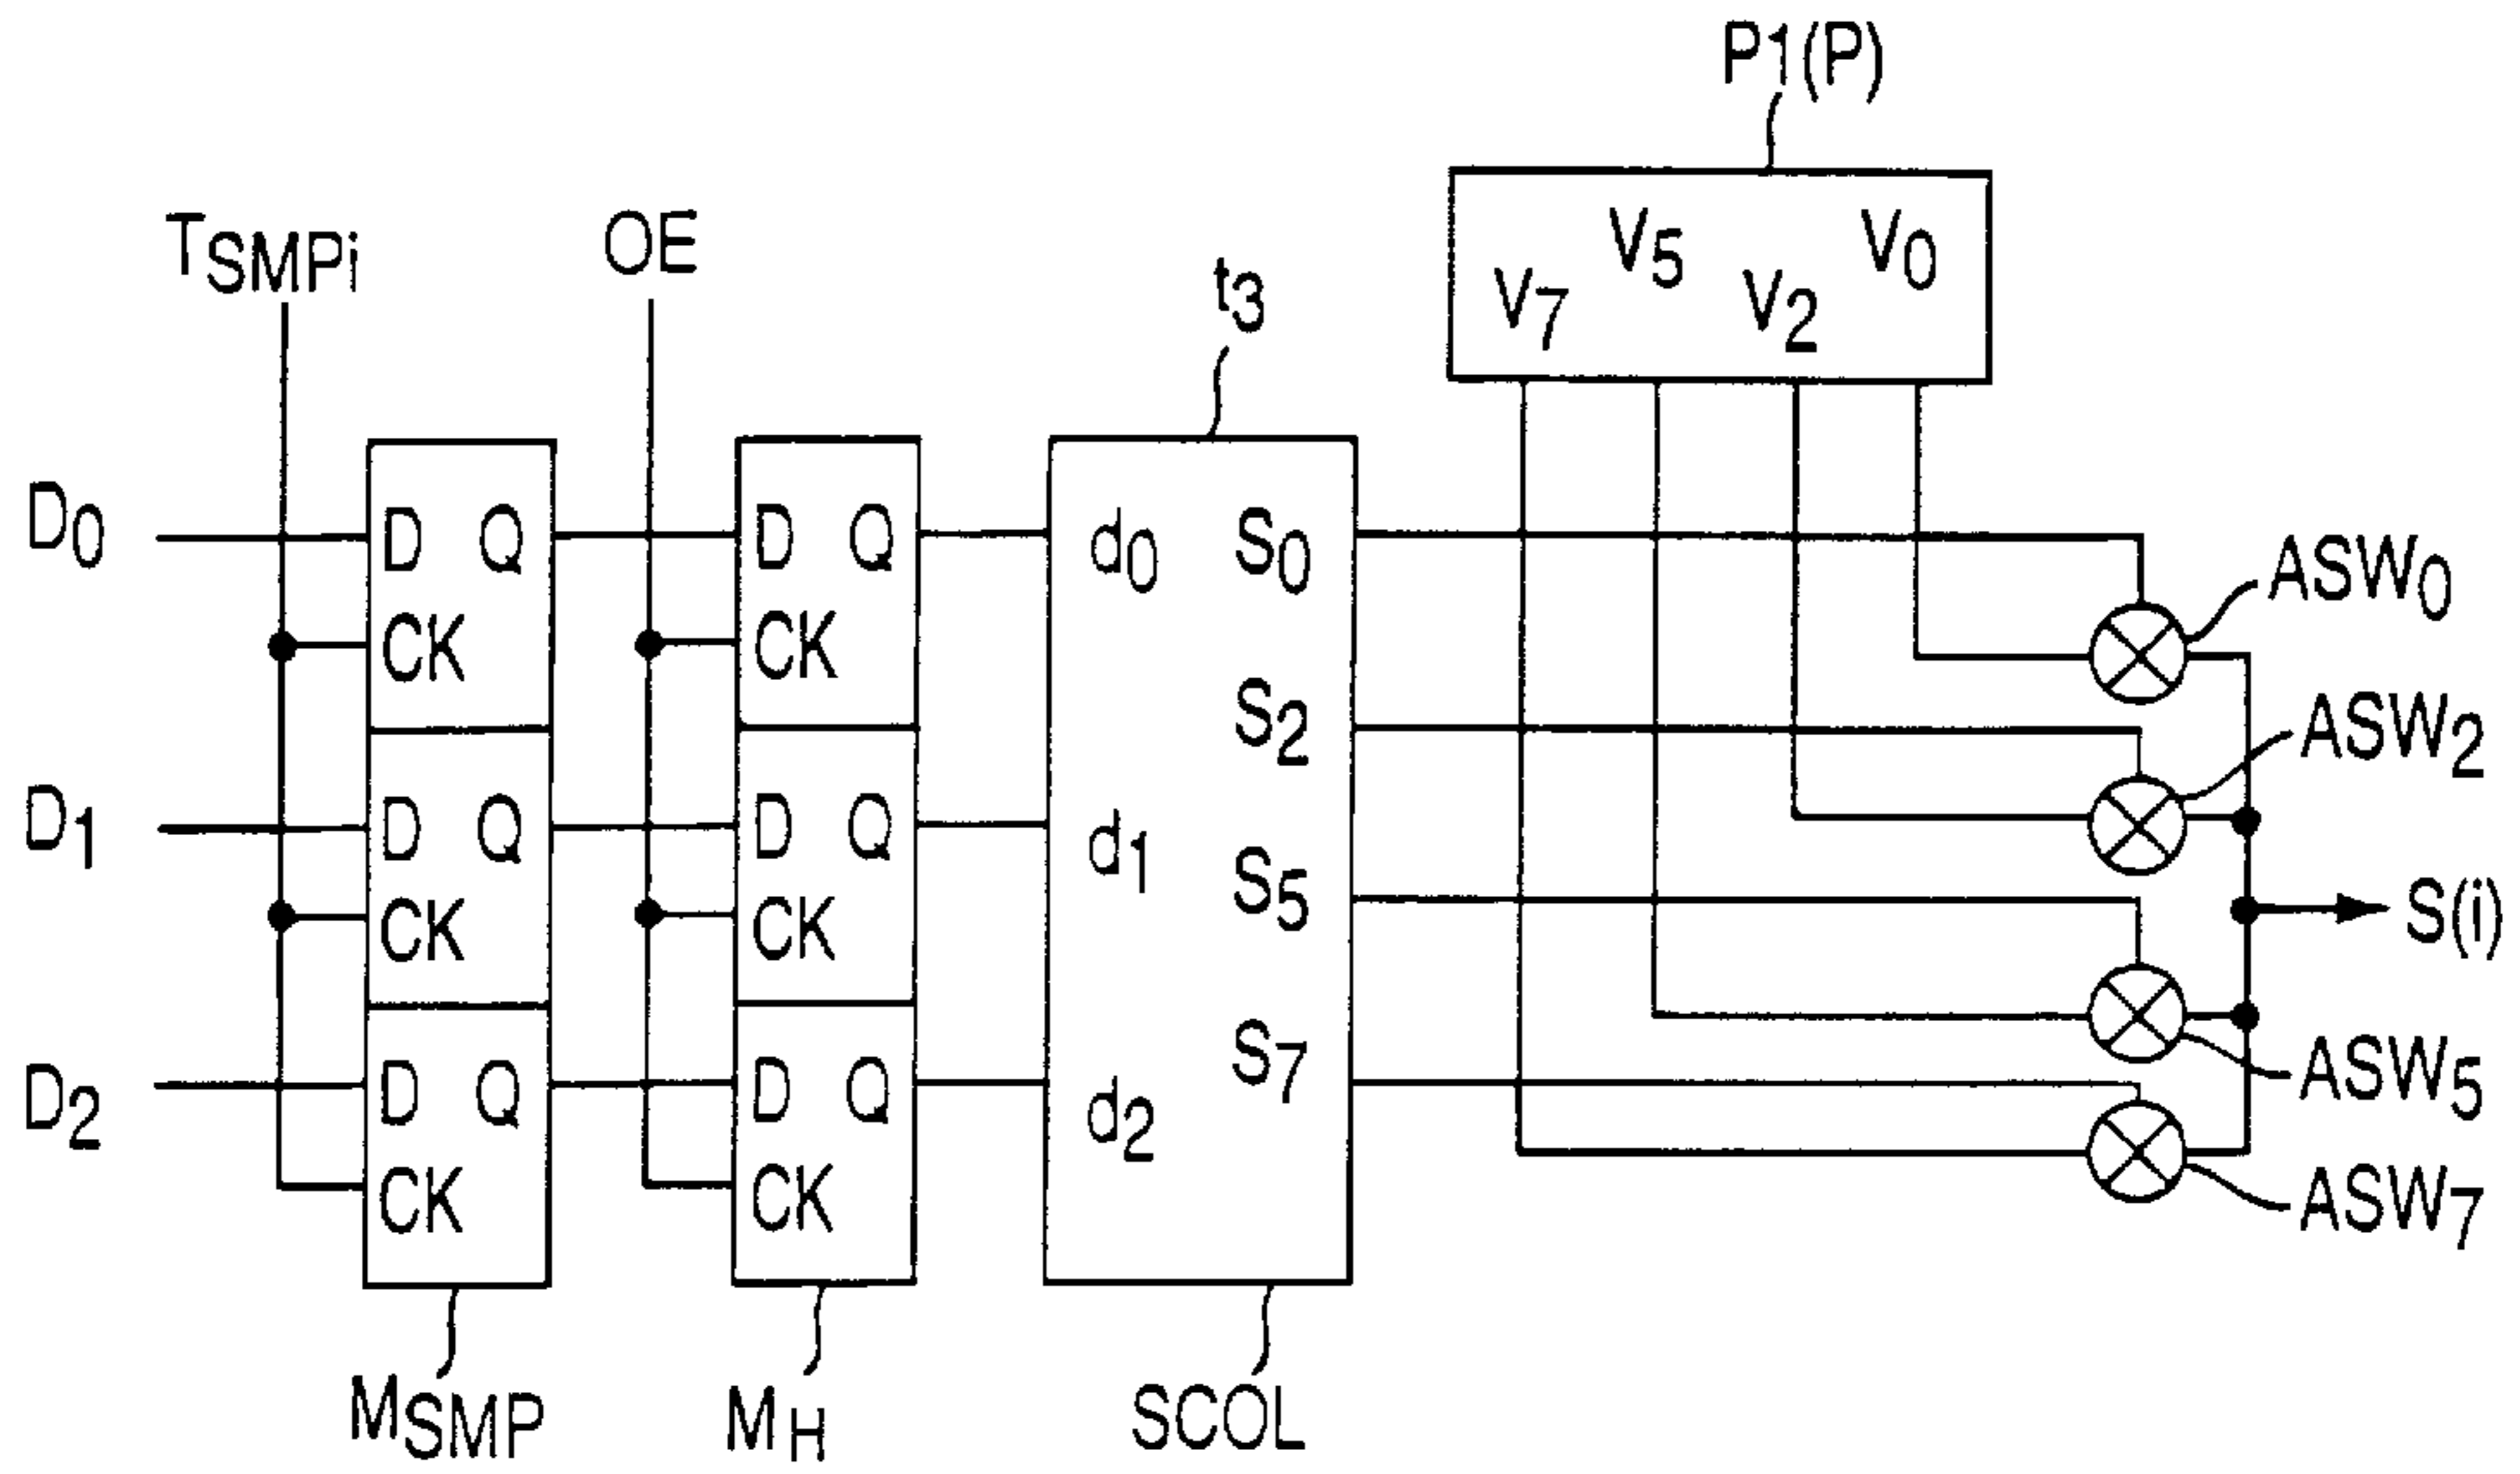 P1(P)
TSMPi
OE
t3
V7
V5
V2
V0
D0
D Q
CK
D Q
CK
d0
S0
ASW0
S2
ASW2
D1
D Q
CK
D Q
CK
d1
S5
S(i)
S7
ASW5
D2
D Q
CK
D Q
CK
d2
ASW7
MSMP
MH
SCOL